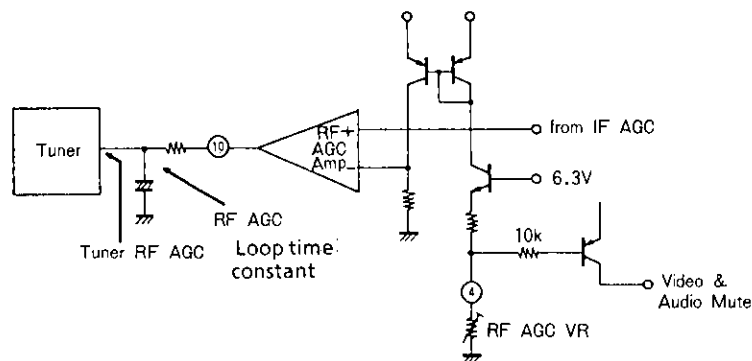 RF+
from IF AGC
Tuner
10
AGC
Amp-
6.3V
RF AGC
Tuner RF AGC
Loop time
constant
10k
4
Video &
Audio Mute
RF AGC VR